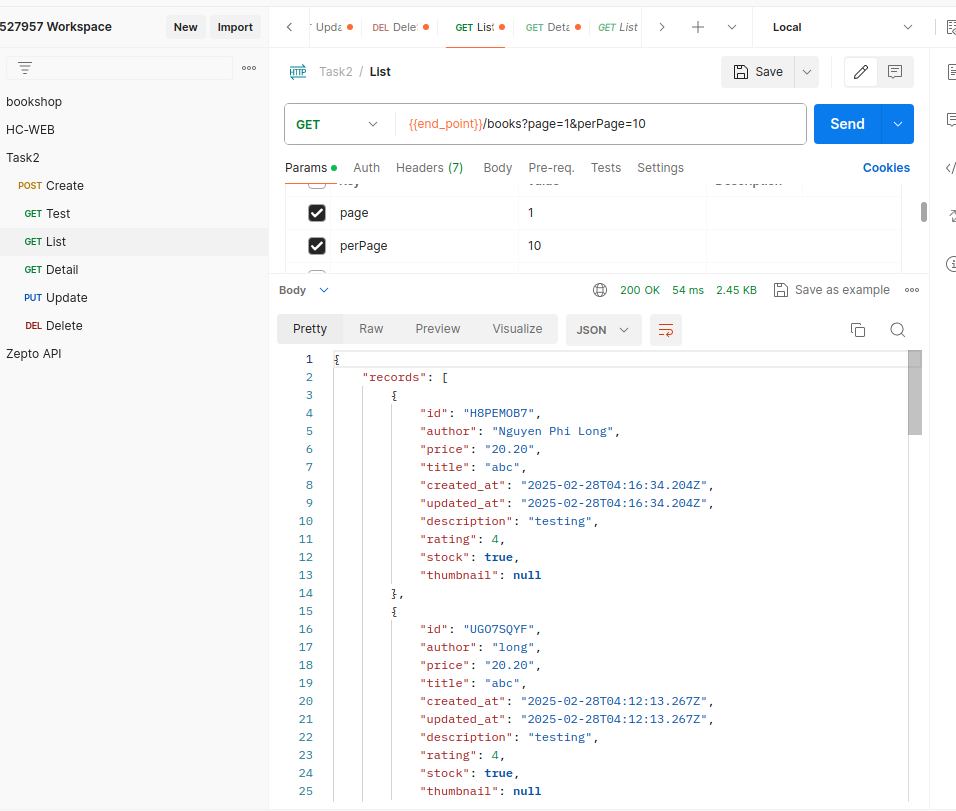 527957 Workspace New Import
bookshop
HC-WEB
Task2
POST Create
GET Test
GET List
GET Detail
PUT Update
DEL Delete
Zepto API
Upda DEL Dele GET List GET Deta GET List Local
HTTP Task2 / List Save
GET {{end_point}}/books?page=1&perPage=10 Send
Params Auth Headers (7) Body Pre-req. Tests Settings Cookies
Key Value Description
page 1
perPage 10
Body 200 OK 54 ms 2.45 KB Save as example
Pretty Raw Preview Visualize JSON
1 {
2 "records": [
3 {
4 "id": "H8PEMOB7",
5 "author": "Nguyen Phi Long",
6 "price": "20.20",
7 "title": "abc",
8 "created_at": "2025-02-28T04:16:34.204Z",
9 "updated_at": "2025-02-28T04:16:34.204Z",
10 "description": "testing",
11 "rating": 4,
12 "stock": true,
13 "thumbnail": null
14 },
15 {
16 "id": "UGO7SQYF",
17 "author": "long",
18 "price": "20.20",
19 "title": "abc",
20 "created_at": "2025-02-28T04:12:13.267Z",
21 "updated_at": "2025-02-28T04:12:13.267Z",
22 "description": "testing",
23 "rating": 4,
24 "stock": true,
25 "thumbnail": null